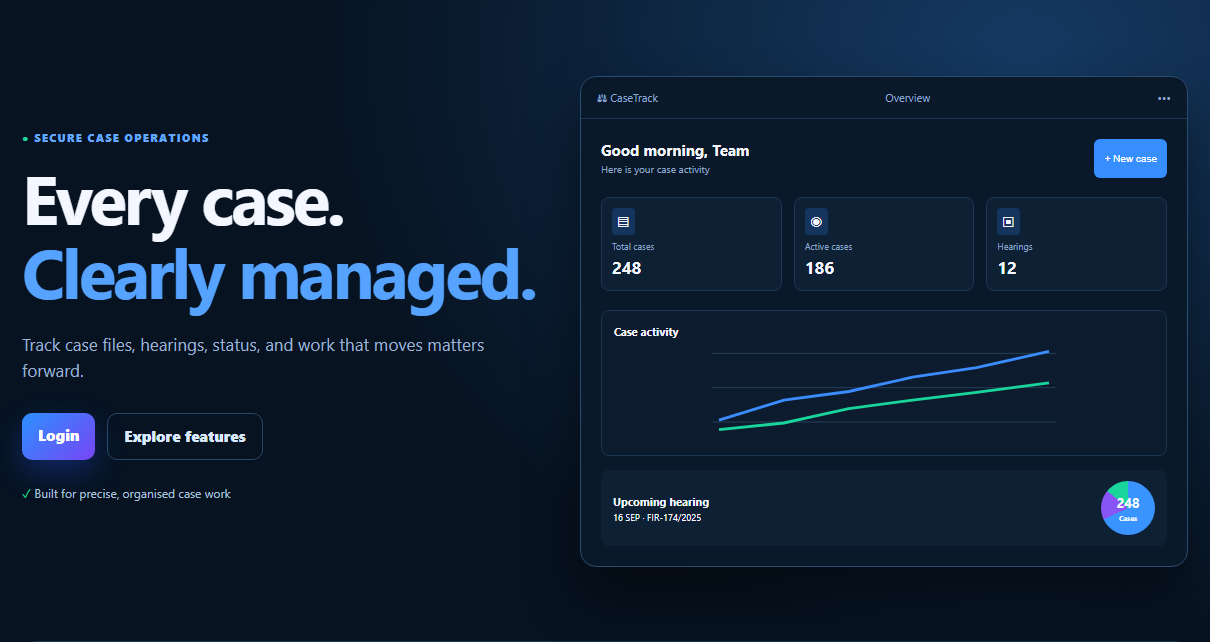 • SECURE CASE OPERATIONS
Every case.
Clearly managed.
Track case files, hearings, status, and work that moves matters
forward.
Login
Explore features
✓ Built for precise, organised case work
CaseTrack
Overview
•••
Good morning, Team
Here is your case activity
+ New case
Total cases
248
Active cases
186
Hearings
12
Case activity
Upcoming hearing
16 SEP · FIR-174/2025
248
Cases